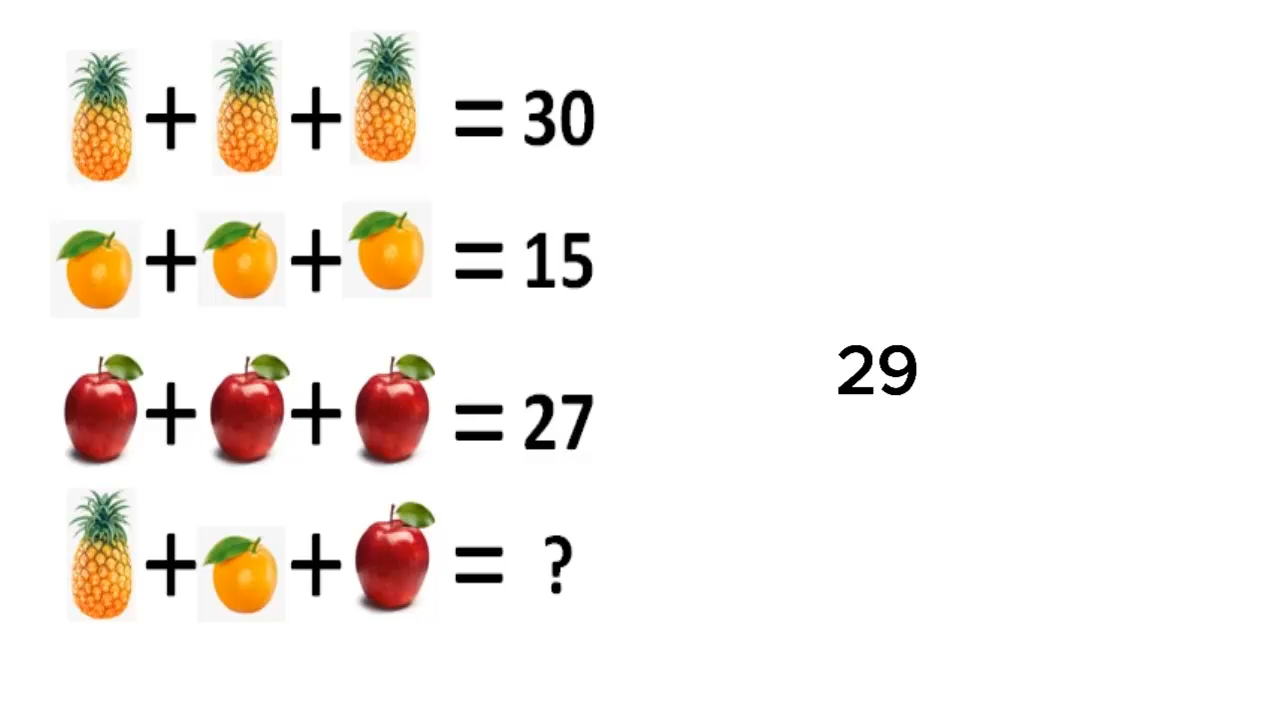 + + = 30
+ + = 15
+ + = 27
29
+ + = ?